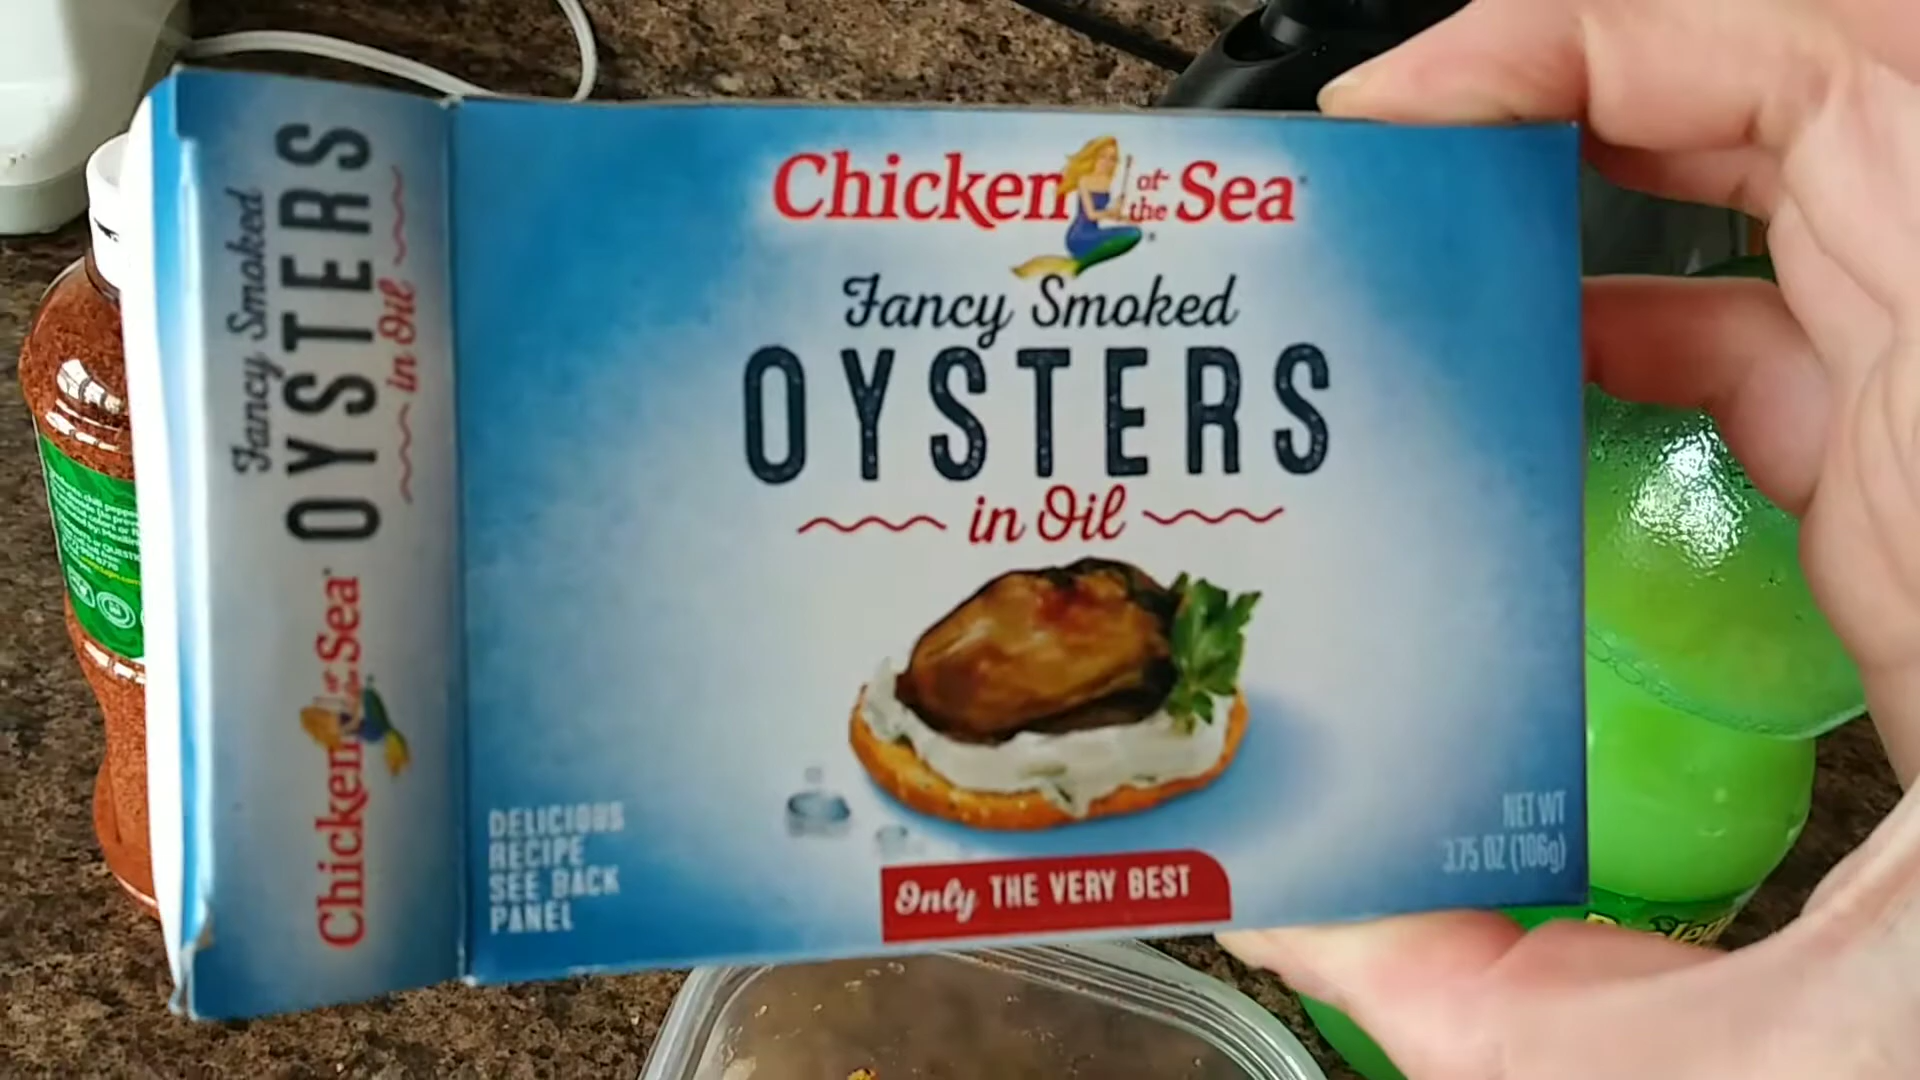 Fancy Smoked
OYSTERS
in Oil
Chicken of the Sea
Chicken of the Sea
Fancy Smoked
OYSTERS
in Oil
DELICIOUS
RECIPE
SEE BACK
PANEL
Only THE VERY BEST
NET WT
3.75 OZ (106g)